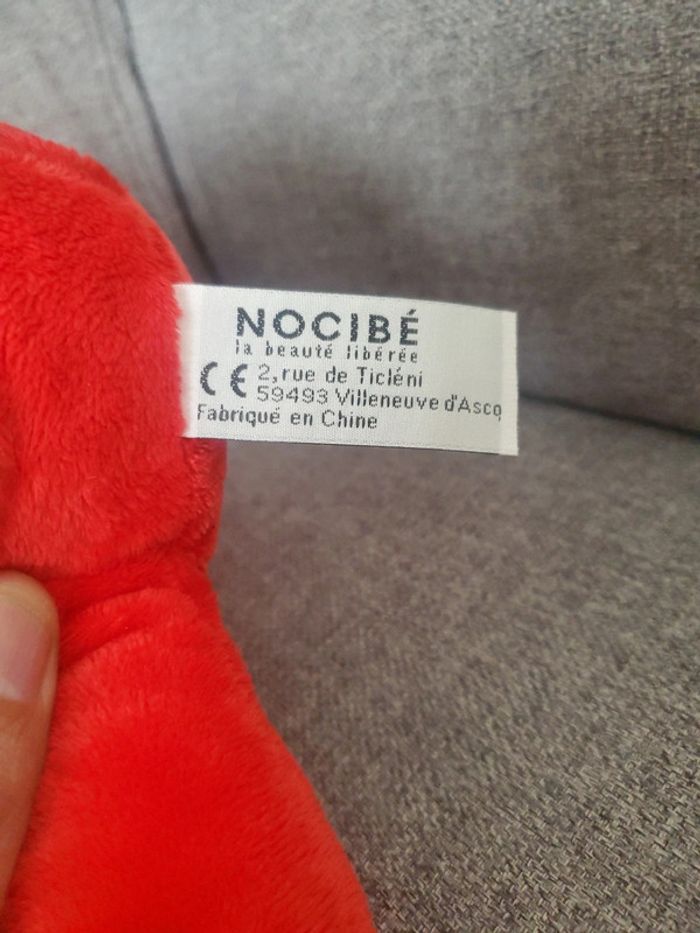 NOCIBÉ
la beauté libérée
CE 2, rue de Ticléni
59493 Villeneuve d'Ascq
Fabriqué en Chine